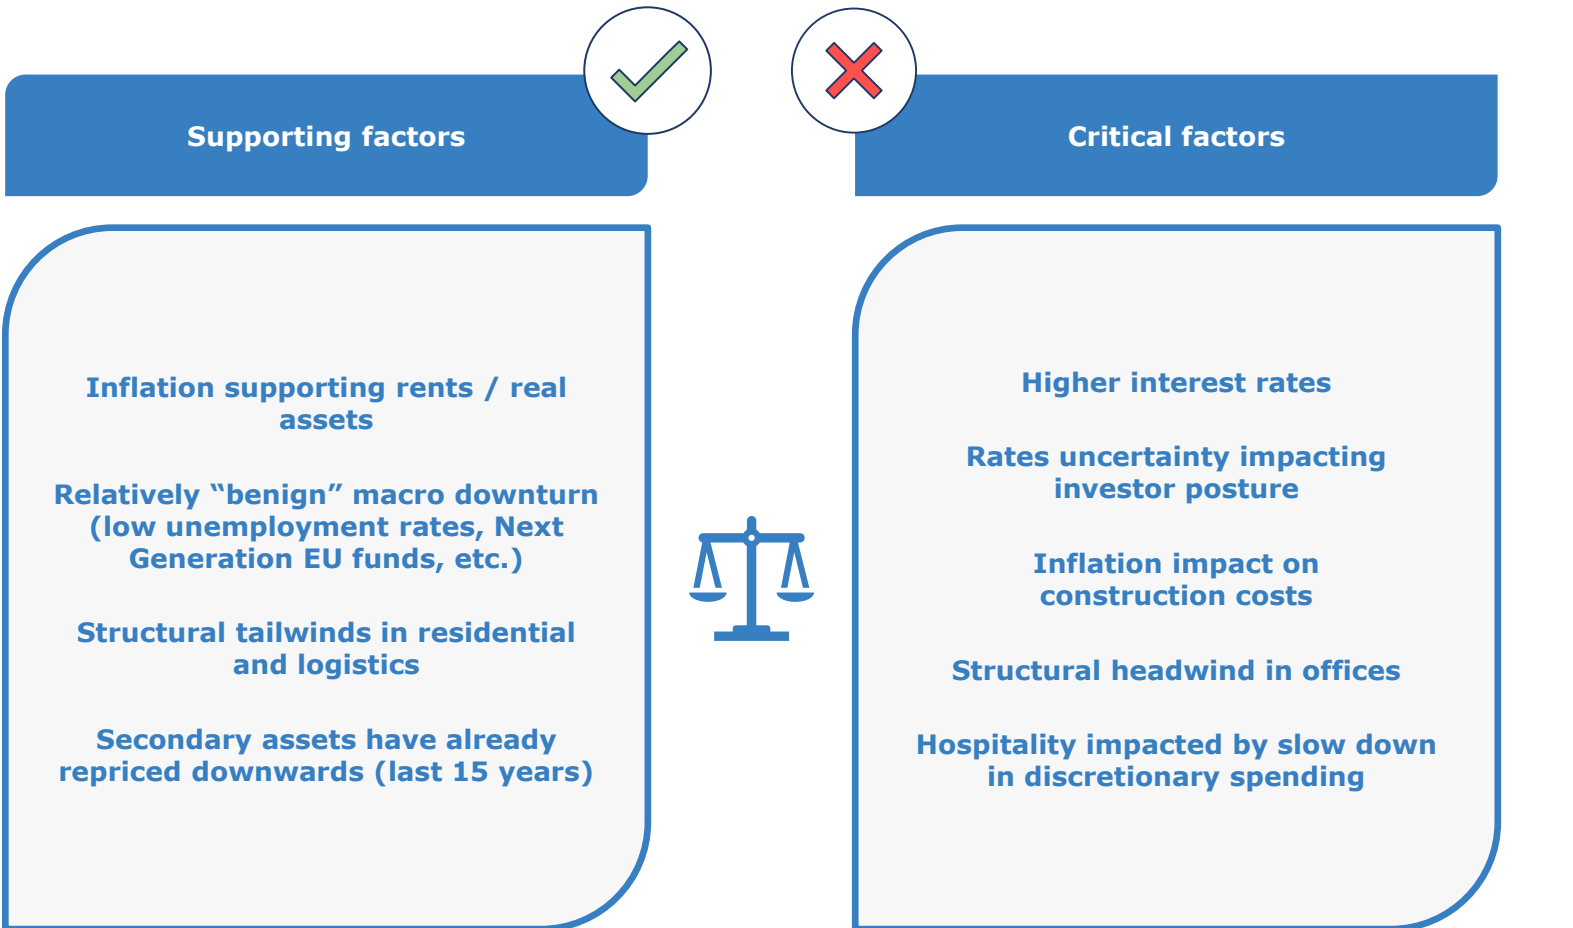 Supporting factors
Critical factors
Inflation supporting rents / real
assets
Relatively “benign” macro downturn
(low unemployment rates, Next
Generation EU funds, etc.)
Structural tailwinds in residential
and logistics
Secondary assets have already
repriced downwards (last 15 years)
Higher interest rates
Rates uncertainty impacting
investor posture
Inflation impact on
construction costs
Structural headwind in offices
Hospitality impacted by slow down
in discretionary spending